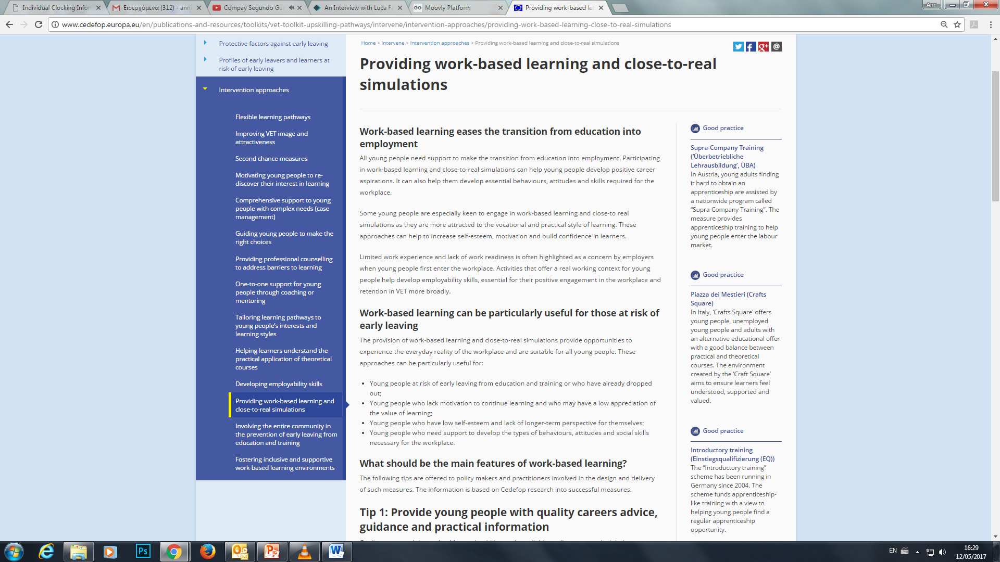 Individual Clocking Infor
Εισερχόμενα (312) - ann
Compay Segundo Gu
An Interview with Luca F
Moovly Platform
Providing work-based le
Ann
www.cedefop.europa.eu/en/publications-and-resources/toolkits/vet-toolkit-upskilling-pathways/intervene/intervention-approaches/providing-work-based-learning-close-to-real-simulations
Protective factors against early leaving
Profiles of early leavers and learners at
risk of early leaving
Intervention approaches
Flexible learning pathways
Improving VET image and
attractiveness
Second chance measures
Motivating young people to re-
discover their interest in learning
Comprehensive support to young
people with complex needs (case
management)
Guiding young people to make the
right choices
Providing professional counselling
to address barriers to learning
One-to-one support for young
people through coaching or
mentoring
Tailoring learning pathways to
young people's interests and
learning styles
Helping learners understand the
practical application of theoretical
courses
Developing employability skills
Providing work-based learning and
close-to-real simulations
Involving the entire community in
the prevention of early leaving from
education and training
Fostering inclusive and supportive
work-based learning environments
Home > Intervene > Intervention approaches > Providing work-based learning and close-to-real simulations
Providing work-based learning and close-to-real
simulations
Work-based learning eases the transition from education into
employment
All young people need support to make the transition from education into employment. Participating
in work-based learning and close-to-real simulations can help young people develop positive career
aspirations. It can also help them develop essential behaviours, attitudes and skills required for the
workplace.
Some young people are especially keen to engage in work-based learning and close-to real
simulations as they are more attracted to the vocational and practical style of learning. These
approaches can help to increase self-esteem, motivation and build confidence in learners.
Limited work experience and lack of work readiness is often highlighted as a concern by employers
when young people first enter the workplace. Activities that offer a real working context for young
people help develop employability skills, essential for their positive engagement in the workplace and
retention in VET more broadly.
Work-based learning can be particularly useful for those at risk of
early leaving
The provision of work-based learning and close-to-real simulations provide opportunities to
experience the everyday reality of the workplace and are suitable for all young people. These
approaches can be particularly useful for:
• Young people at risk of early leaving from education and training or who have already dropped
out;
• Young people who lack motivation to continue learning and who may have a low appreciation of
the value of learning;
• Young people who have low self-esteem and lack of longer-term perspective for themselves;
• Young people who need support to develop the types of behaviours, attitudes and social skills
necessary for the workplace.
What should be the main features of work-based learning?
The following tips are offered to policy makers and practitioners involved in the design and delivery
of such measures. The information is based on Cedefop research into successful measures.
Tip 1: Provide young people with quality careers advice,
guidance and practical information
Good practice
Supra-Company Training
('Überbetriebliche
Lehrausbildung', ÜBA)
In Austria, young adults finding
it hard to obtain an
apprenticeship are assisted by
a nationwide program called
“Supra-Company Training”. The
measure provides
apprenticeship training to help
young people enter the labour
market.
Good practice
Piazza dei Mestieri (Crafts
Square)
In Italy, ‘Crafts Square’ offers
young people, unemployed
young people and adults with
an alternative educational offer
with a good balance between
practical and theoretical
courses. The environment
created by the ‘Craft Square’
aims to ensure learners feel
understood, supported and
valued.
Good practice
Introductory training
(Einstiegsqualifizierung (EQ))
The “Introductory training”
scheme has been running in
Germany since 2004. The
scheme funds apprenticeship-
like training with a view to
helping young people find a
regular apprenticeship
opportunity.
EN
16:29
12/05/2017